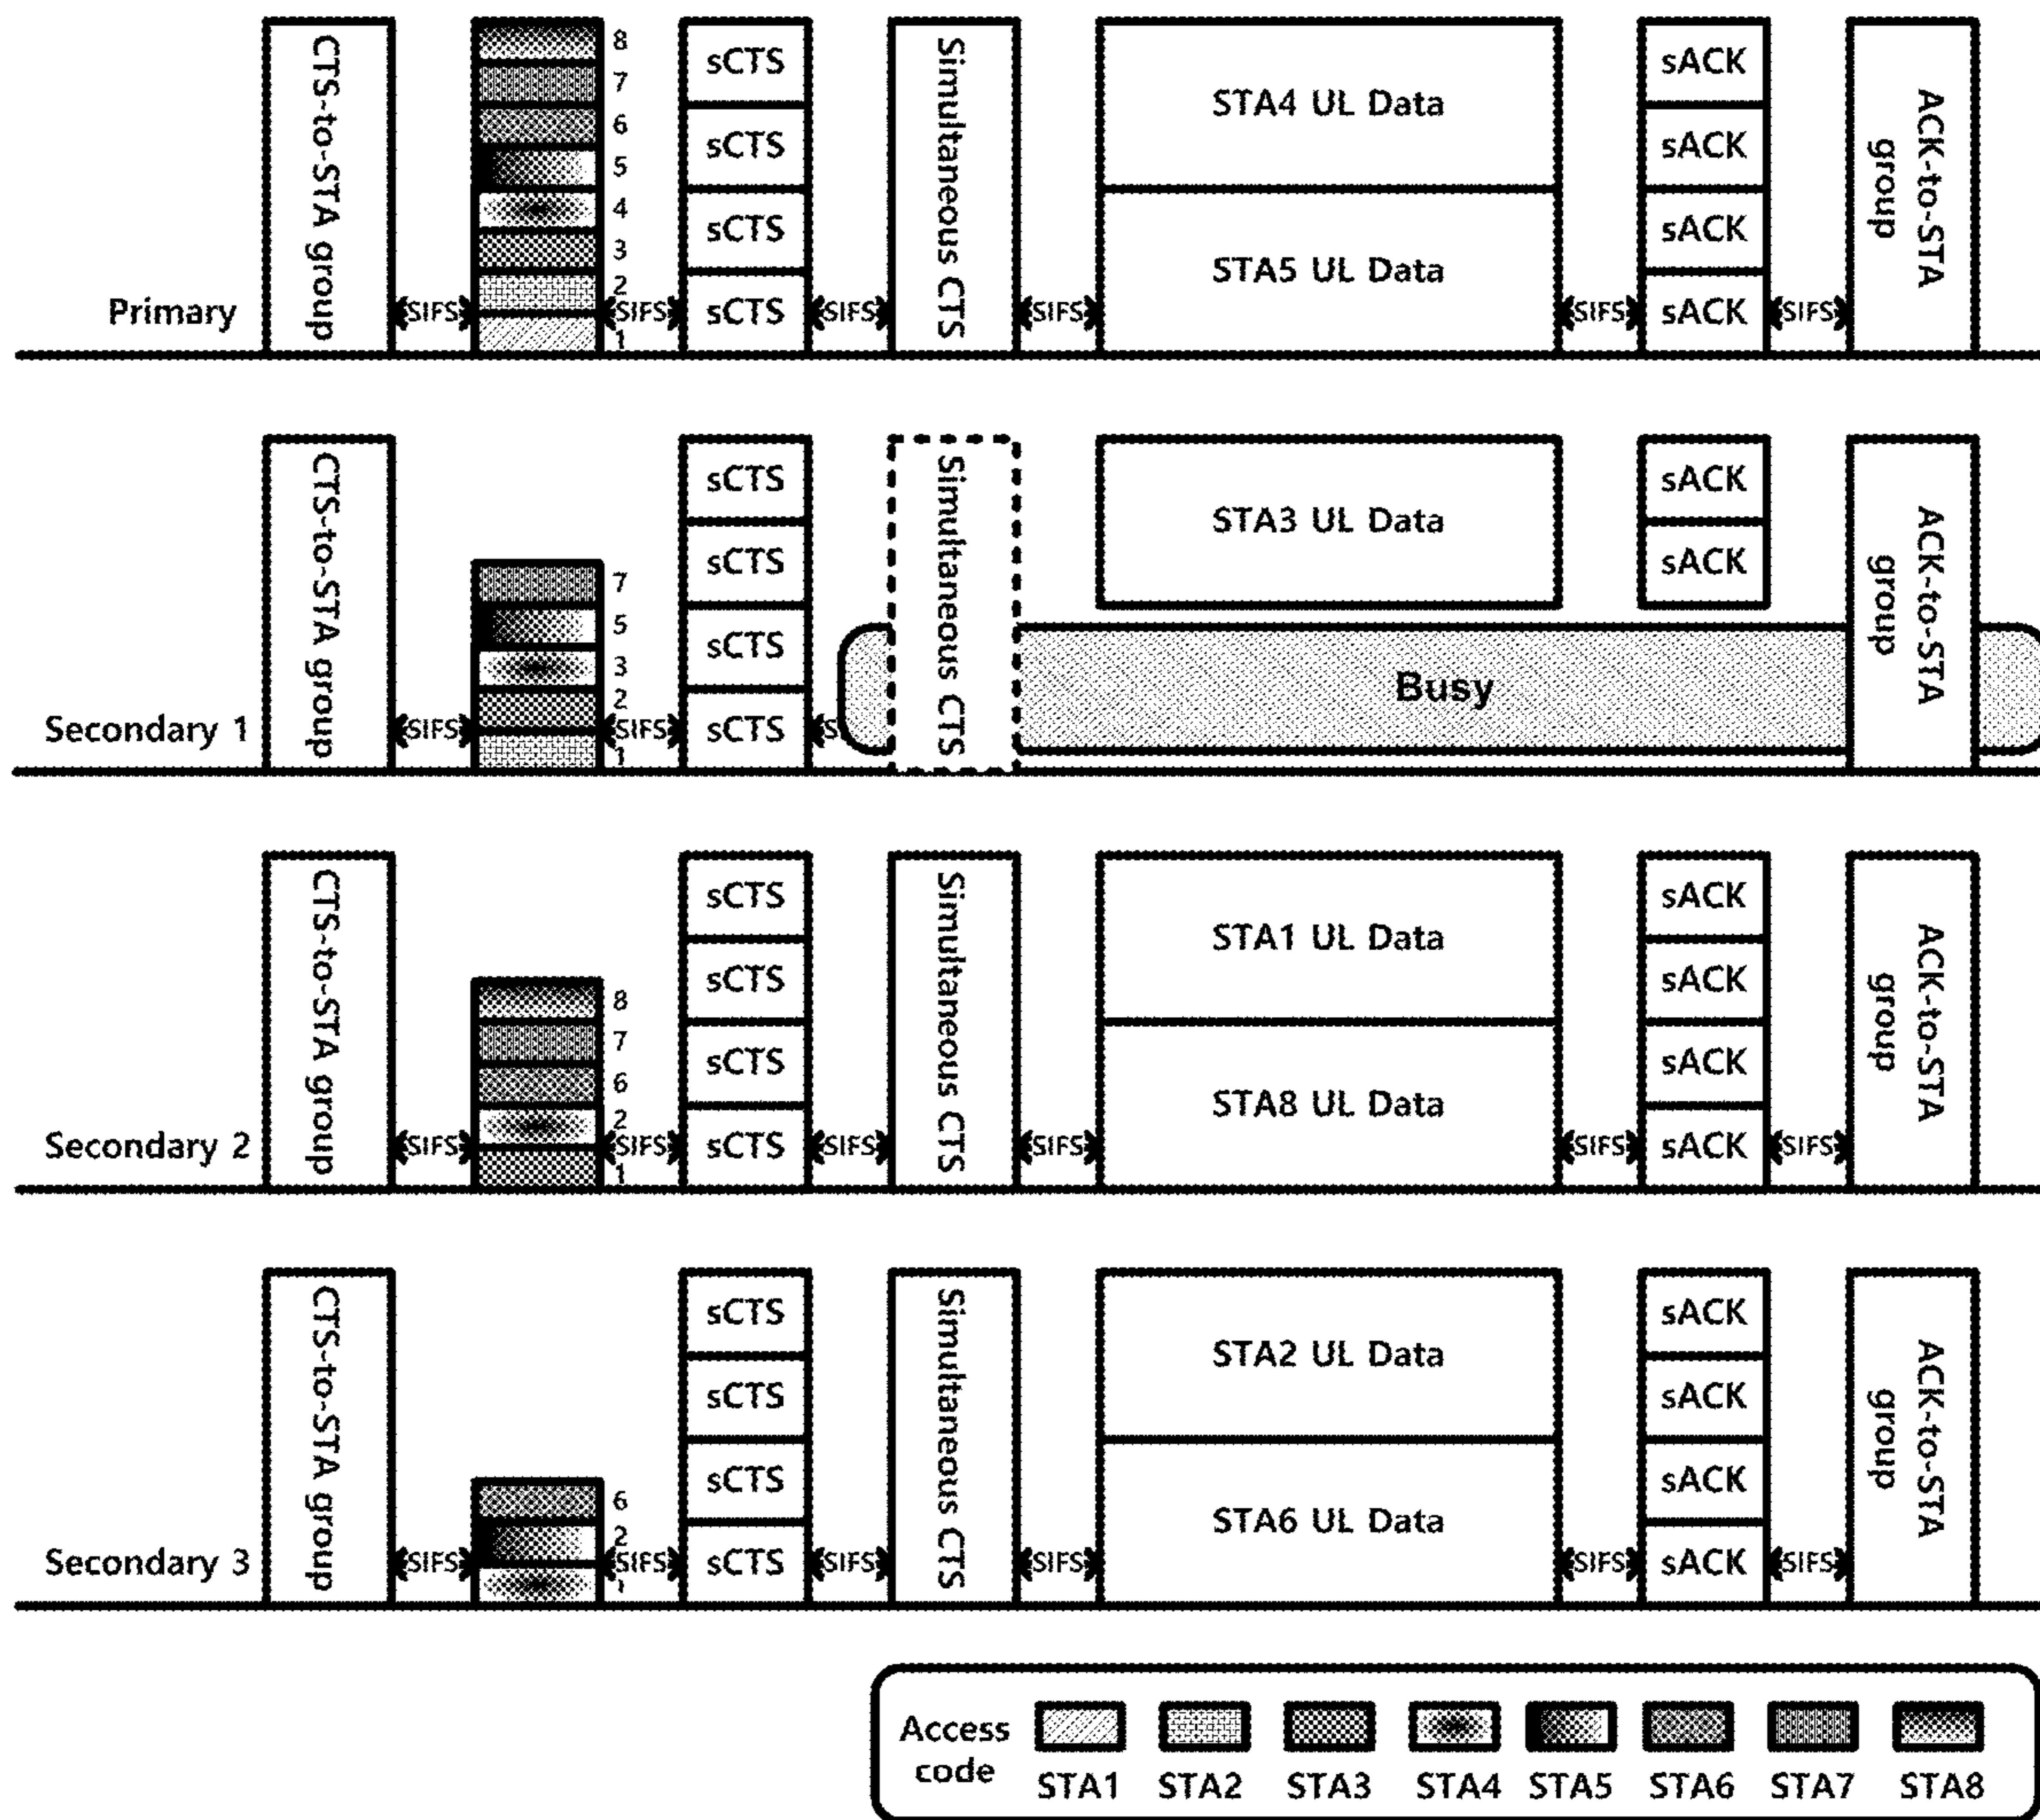 CTS-to-STA group
8
7
6
5
4
3
2
1
sCTS
sCTS
sCTS
sCTS
Simultaneous CTS
STA4 UL Data
STA5 UL Data
sACK
sACK
sACK
sACK
ACK-to-STA
group
Primary
SIFS
SIFS
SIFS
SIFS
SIFS
SIFS
CTS-to-STA group
7
5
3
2
1
sCTS
sCTS
sCTS
sCTS
Simultaneous CTS
STA3 UL Data
Busy
sACK
sACK
ACK-to-STA
group
Secondary 1
SIFS
SIFS
CTS-to-STA group
8
7
6
2
1
sCTS
sCTS
sCTS
sCTS
Simultaneous CTS
STA1 UL Data
STA8 UL Data
sACK
sACK
sACK
sACK
ACK-to-STA
group
Secondary 2
SIFS
SIFS
SIFS
SIFS
SIFS
SIFS
CTS-to-STA group
6
2
1
sCTS
sCTS
sCTS
sCTS
Simultaneous CTS
STA2 UL Data
STA6 UL Data
sACK
sACK
sACK
sACK
ACK-to-STA
group
Secondary 3
SIFS
SIFS
SIFS
SIFS
SIFS
SIFS
Access
code
STA1 STA2 STA3 STA4 STA5 STA6 STA7 STA8